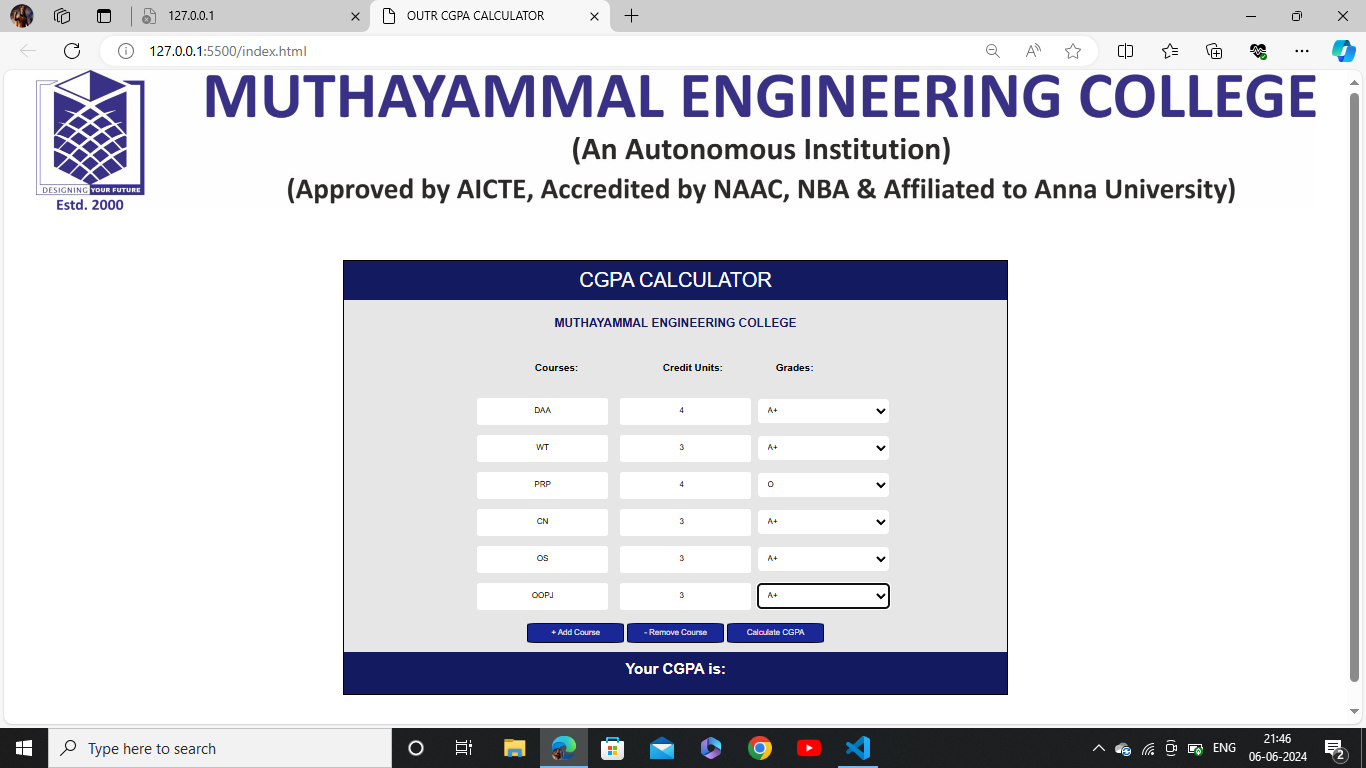 127.0.0.1
OUTR CGPA CALCULATOR
127.0.0.1:5500/index.html
MUTHAYAMMAL ENGINEERING COLLEGE
(An Autonomous Institution)
(Approved by AICTE, Accredited by NAAC, NBA & Affiliated to Anna University)
DESIGNING YOUR FUTURE
Estd. 2000
CGPA CALCULATOR
MUTHAYAMMAL ENGINEERING COLLEGE
Courses: Credit Units: Grades:
DAA 4 A+
WT 3 A+
PRP 4 O
CN 3 A+
OS 3 A+
OOPJ 3 A+
+ Add Course - Remove Course Calculate CGPA
Your CGPA is:
Type here to search
ENG
21:46
06-06-2024
2